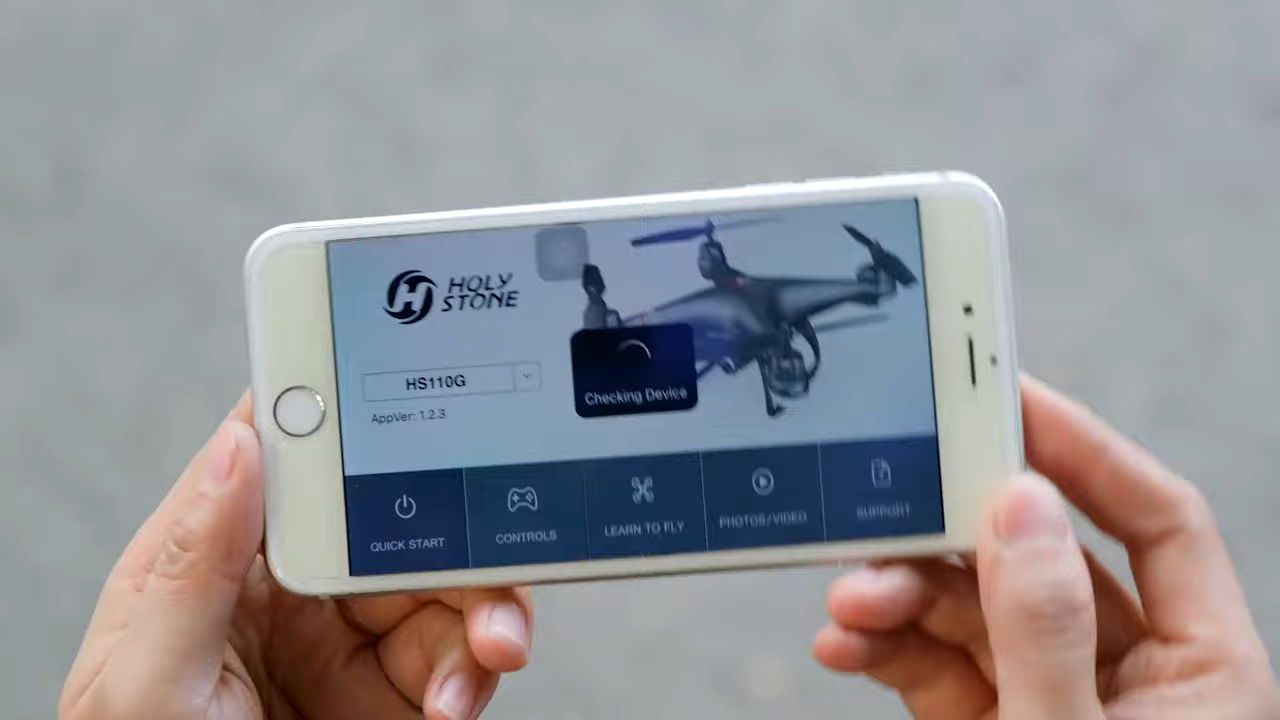 HOLY
STONE
HS110G
AppVer: 1.2.3
Checking Device
QUICK START
CONTROLS
LEARN TO FLY
PHOTOS/VIDEO
SUPPORT